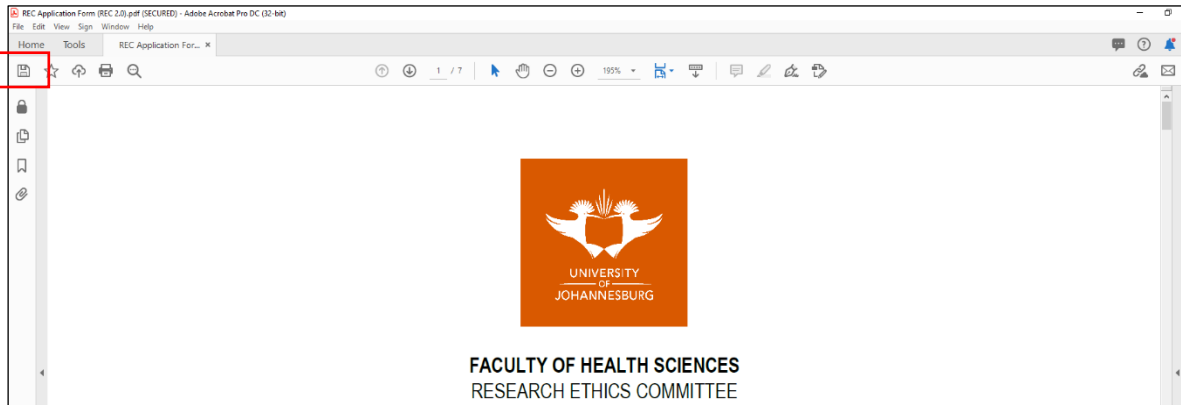 REC Application Form (REC 2.0).pdf (SECURED) - Adobe Acrobat Pro DC (32-bit)
File Edit View Sign Window Help
Home Tools REC Application For... ×
1 / 7 195%
UNIVERSITY
OF
JOHANNESBURG
FACULTY OF HEALTH SCIENCES
RESEARCH ETHICS COMMITTEE